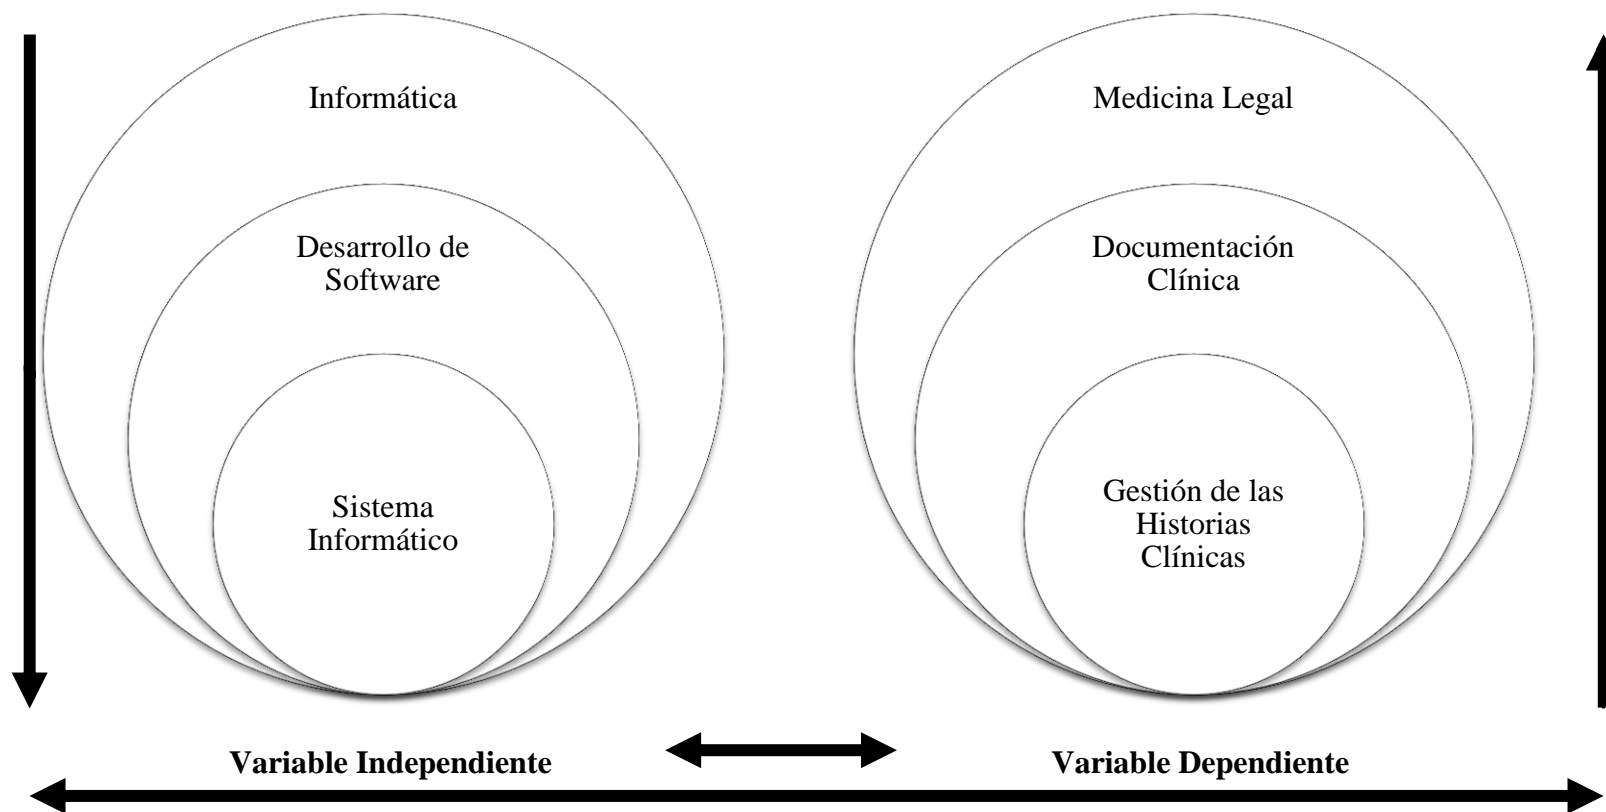 Informática
Desarrollo de
Software
Sistema
Informático
Medicina Legal
Documentación
Clínica
Gestión de las
Historias
Clínicas
Variable Independiente
Variable Dependiente